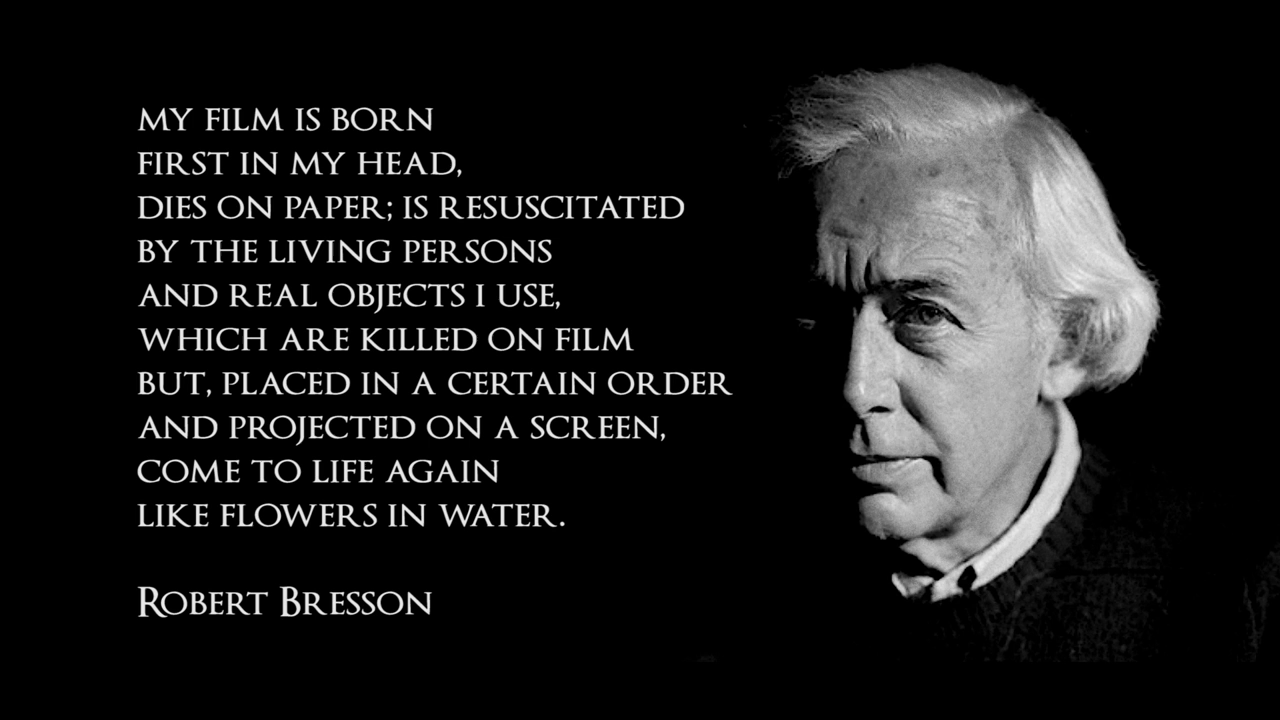 MY FILM IS BORN
FIRST IN MY HEAD,
DIES ON PAPER; IS RESUSCITATED
BY THE LIVING PERSONS
AND REAL OBJECTS I USE,
WHICH ARE KILLED ON FILM
BUT, PLACED IN A CERTAIN ORDER
AND PROJECTED ON A SCREEN,
COME TO LIFE AGAIN
LIKE FLOWERS IN WATER.
ROBERT BRESSON